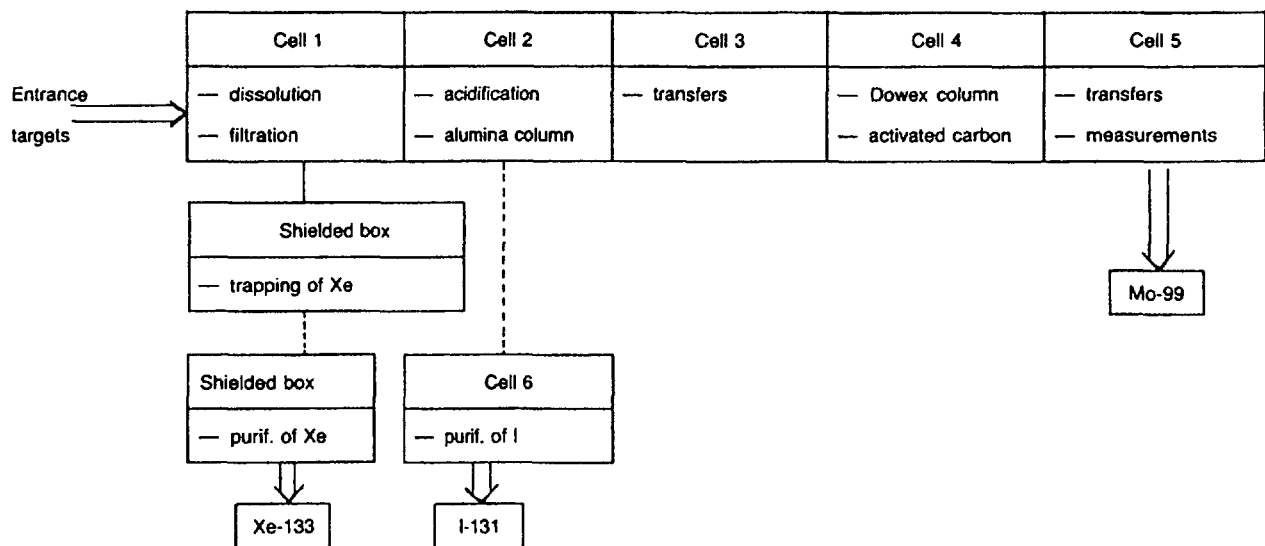 Cell 1
Cell 2
Cell 3
Cell 4
Cell 5
Entrance
targets
— dissolution
— filtration
— acidification
— alumina column
— transfers
— Dowex column
— activated carbon
— transfers
— measurements
Shielded box
— trapping of Xe
Mo-99
Shielded box
— purif. of Xe
Cell 6
— purif. of I
Xe-133
I-131